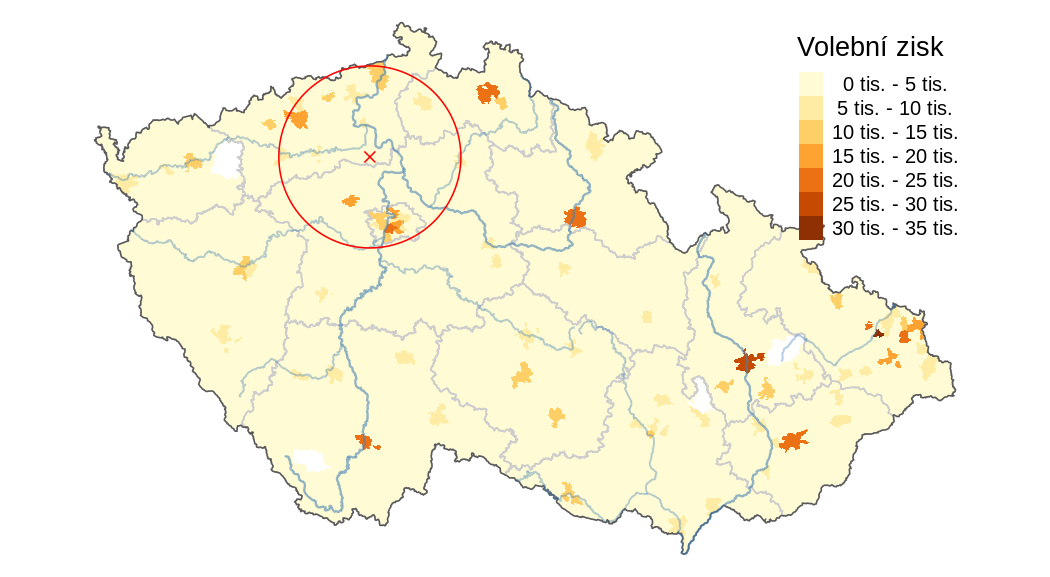 Volební zisk
0 tis. - 5 tis.
5 tis. - 10 tis.
10 tis. - 15 tis.
15 tis. - 20 tis.
20 tis. - 25 tis.
25 tis. - 30 tis.
30 tis. - 35 tis.